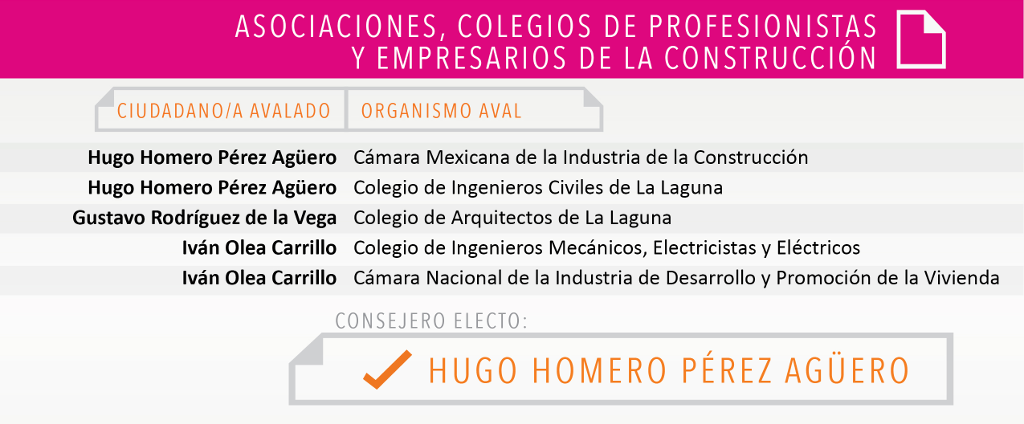 ASOCIACIONES, COLEGIOS DE PROFESIONISTAS
Y EMPRESARIOS DE LA CONSTRUCCIÓN
CIUDADANO/A AVALADO ORGANISMO AVAL
Hugo Homero Pérez Agüero Cámara Mexicana de la Industria de la Construcción
Hugo Homero Pérez Agüero Colegio de Ingenieros Civiles de La Laguna
Gustavo Rodríguez de la Vega Colegio de Arquitectos de La Laguna
Iván Olea Carrillo Colegio de Ingenieros Mecánicos, Electricistas y Eléctricos
Iván Olea Carrillo Cámara Nacional de la Industria de Desarrollo y Promoción de la Vivienda
CONSEJERO ELECTO:
HUGO HOMERO PÉREZ AGÜERO